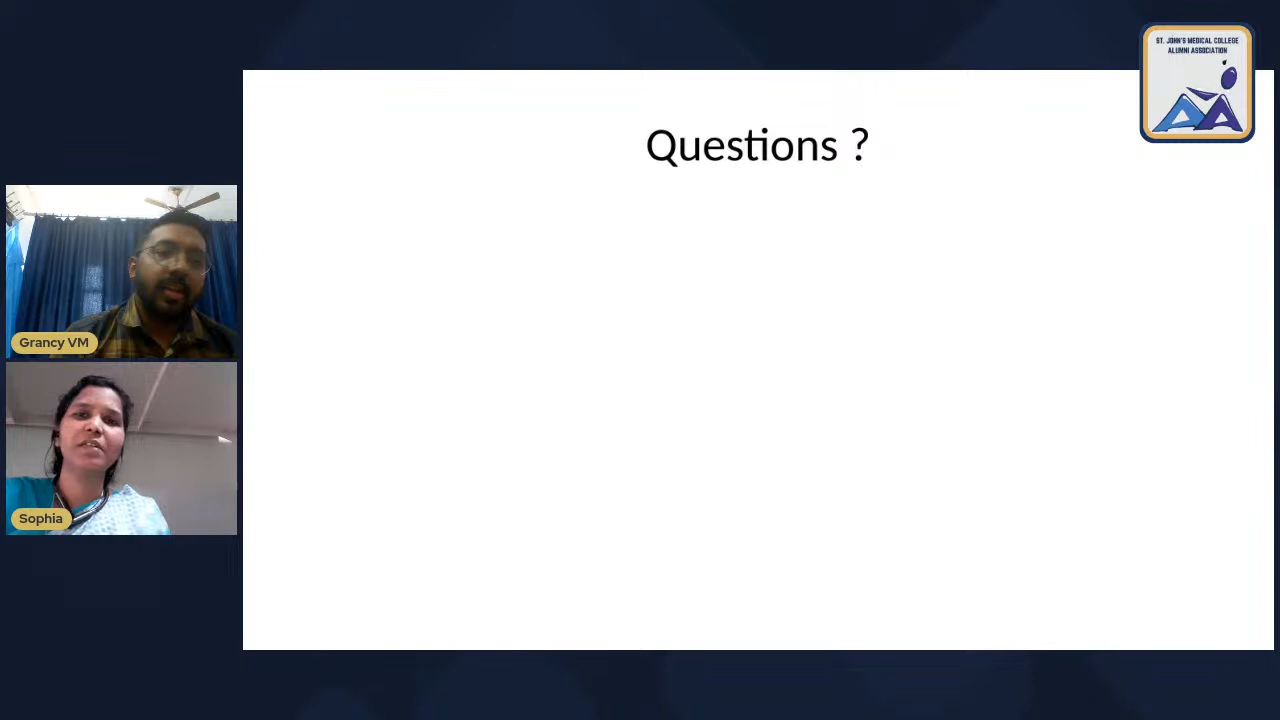 ST. JOHN'S MEDICAL COLLEGE
ALUMNI ASSOCIATION
Questions ?
Grancy VM
Sophia